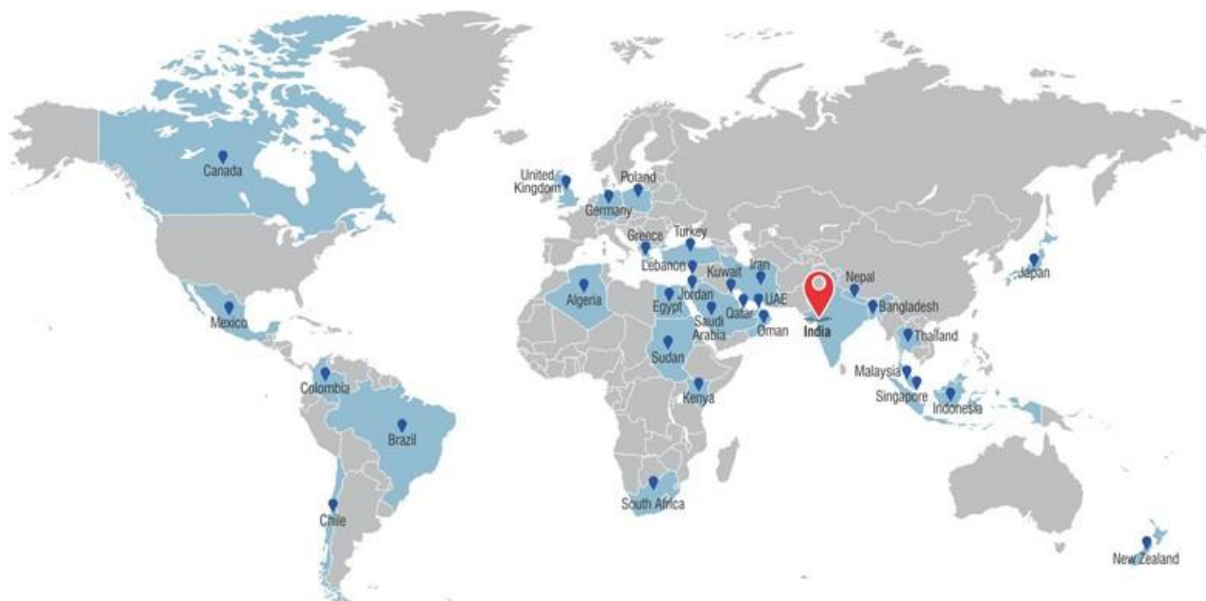 Canada
United
Kingdom
Poland
Germany
Greece
Turkey
Lebanon
Kuwait
Iran
Nepal
Japan
Algeria
Egypt
Jordan
Qatar
UAE
Bangladesh
Mexico
Saudi
Arabia
Oman
India
Thailand
Sudan
Malaysia
Colombia
Kenya
Singapore
Indonesia
Brazil
South Africa
Chile
New Zealand